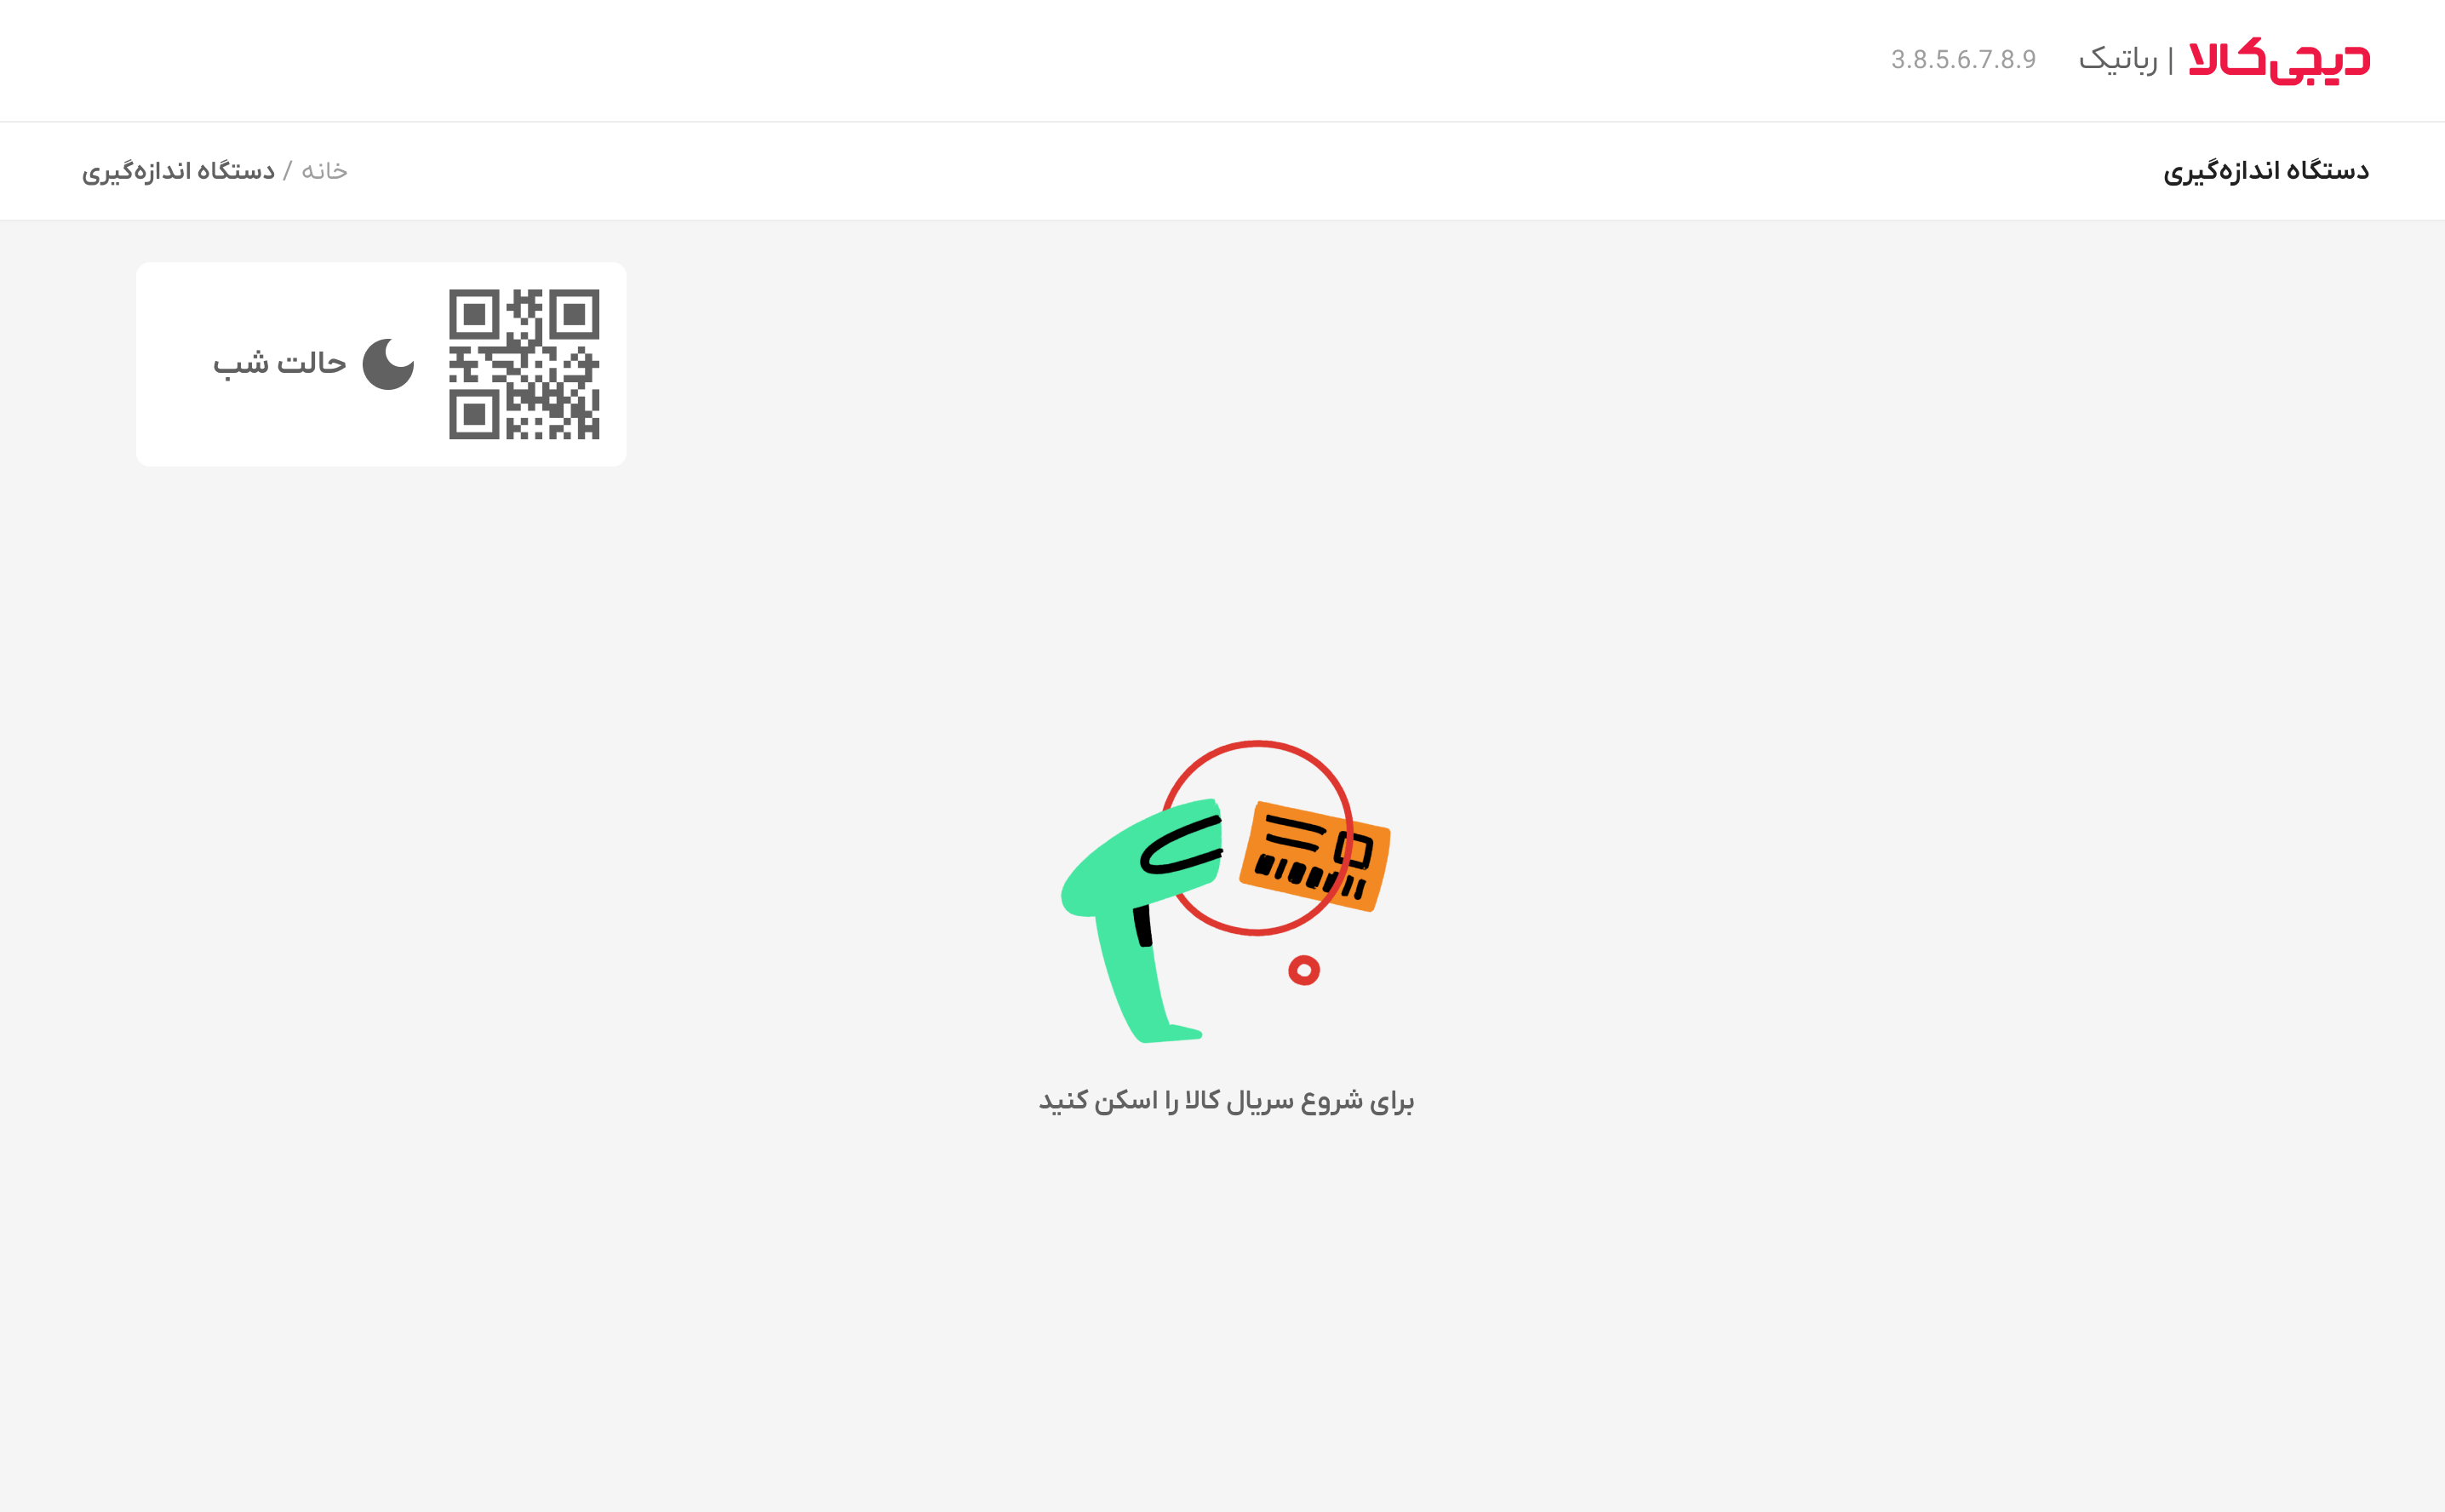 دیجی‌کالا | رباتیک 3.8.5.6.7.8.9
دستگاه اندازه‌گیری
خانه / دستگاه اندازه‌گیری
حالت شب
برای شروع سریال کالا را اسکن کنید